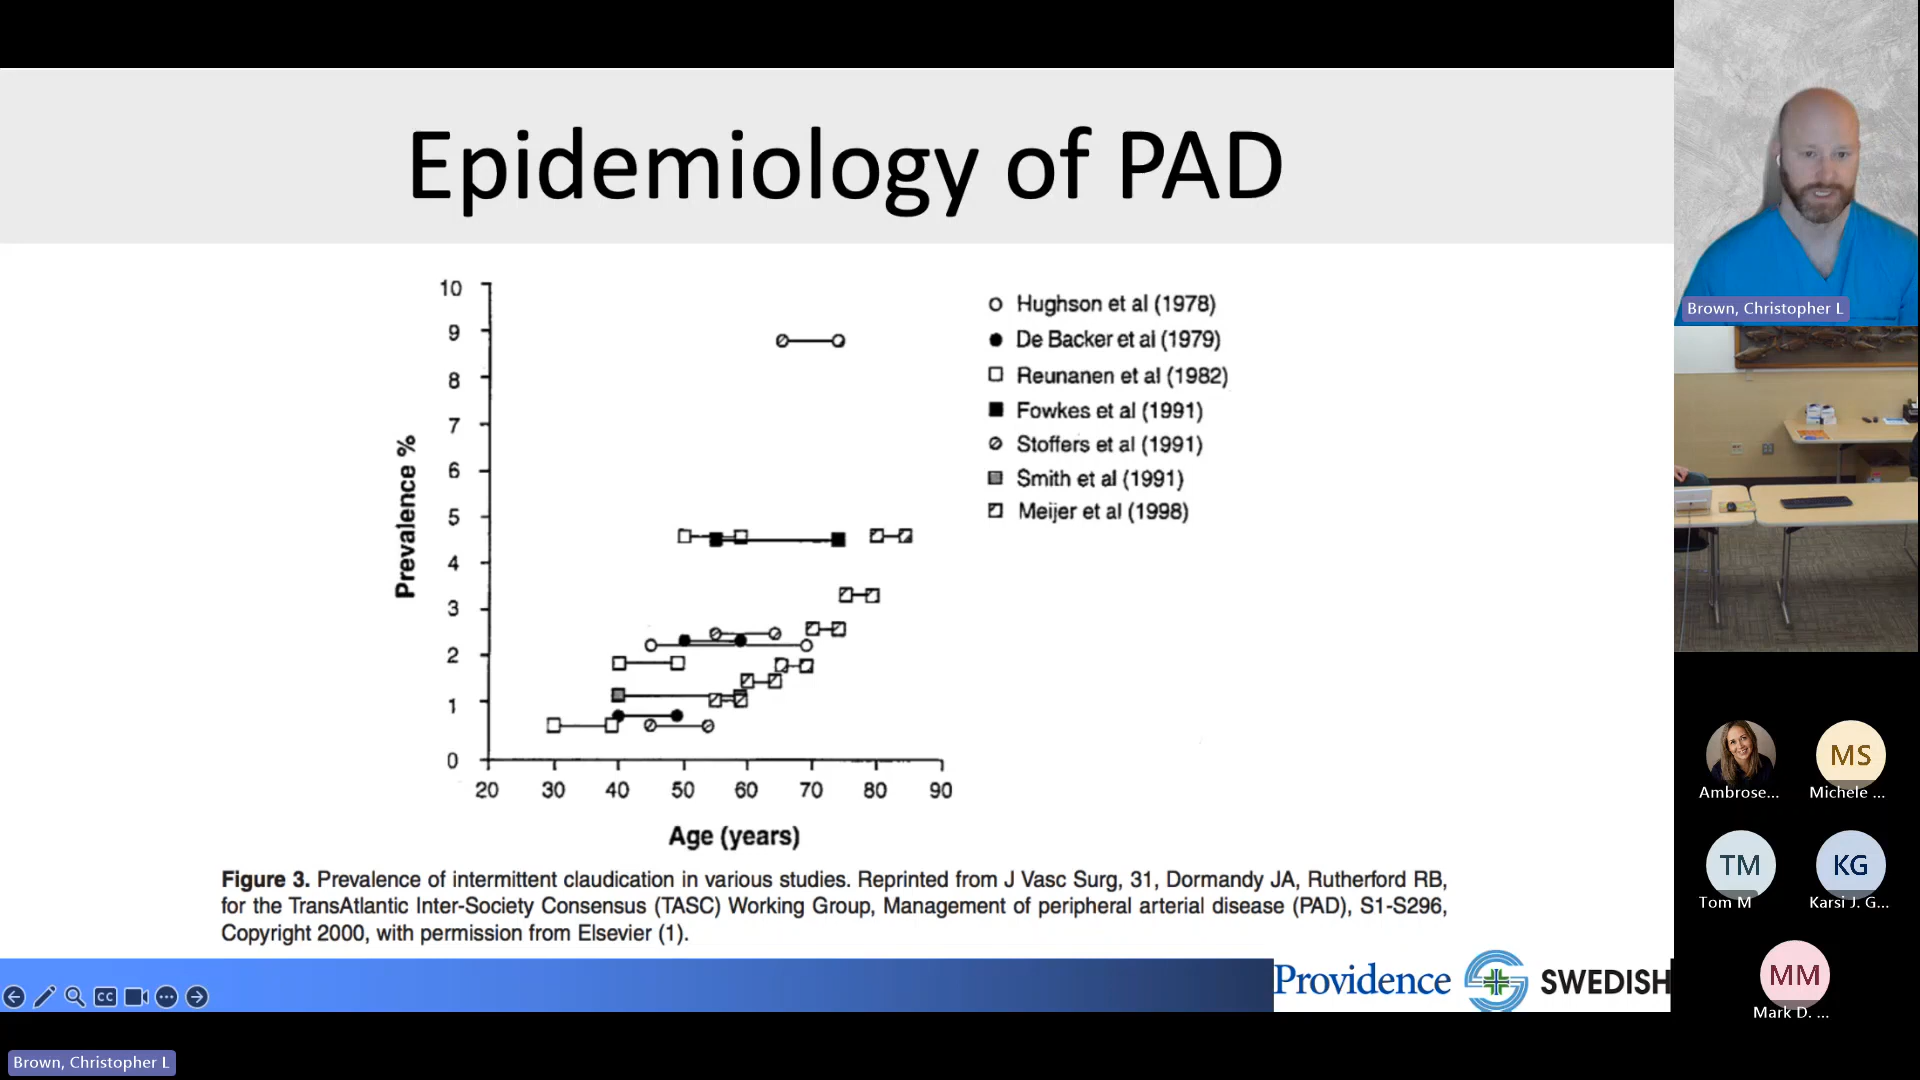 Epidemiology of PAD
10
9
8
7
6
5
4
3
2
1
0
Prevalence %
20 30 40 50 60 70 80 90
Age (years)
Hughson et al (1978)
De Backer et al (1979)
Reunanen et al (1982)
Fowkes et al (1991)
Stoffers et al (1991)
Smith et al (1991)
Meijer et al (1998)
Figure 3. Prevalence of intermittent claudication in various studies. Reprinted from J Vasc Surg, 31, Dormandy JA, Rutherford RB,
for the TransAtlantic Inter-Society Consensus (TASC) Working Group, Management of peripheral arterial disease (PAD), S1-S296,
Copyright 2000, with permission from Elsevier (1).
CC
Providence SWEDISH
Brown, Christopher L
Brown, Christopher L
MS
Ambrose... Michele ...
TM KG
Tom M Karsi J. G...
MM
Mark D. ...